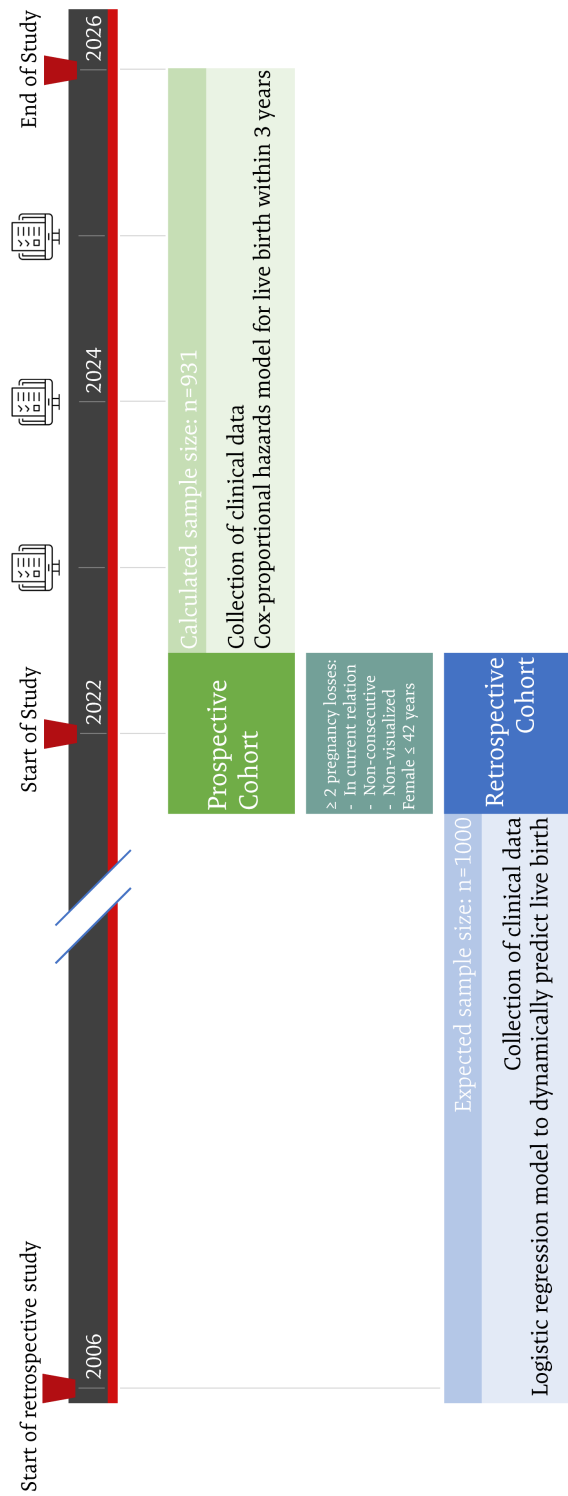 Start of retrospective study
Start of Study
End of Study
2006
2022
2024
2026
Prospective
Cohort
Calculated sample size: n=931
Collection of clinical data
Cox-proportional hazards model for live birth within 3 years
≥ 2 pregnancy losses:
- In current relation
- Non-consecutive
- Non-visualized
Female ≤ 42 years
Expected sample size: n=1000
Retrospective
Cohort
Collection of clinical data
Logistic regression model to dynamically predict live birth